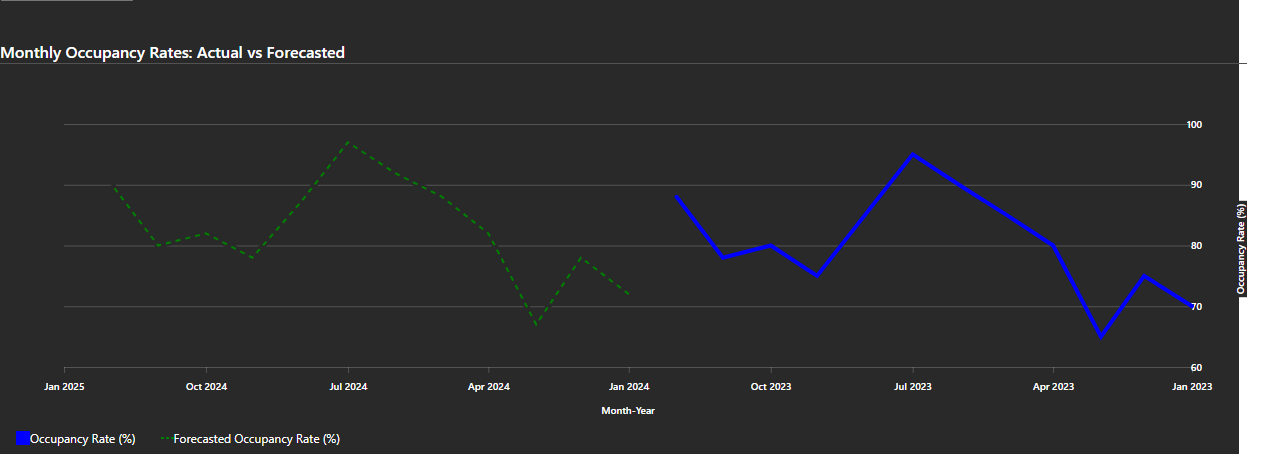 Monthly Occupancy Rates: Actual vs Forecasted
100
90
80
70
60
Occupancy Rate (%)
Jan 2025 Oct 2024 Jul 2024 Apr 2024 Jan 2024 Oct 2023 Jul 2023 Apr 2023 Jan 2023
Month-Year
Occupancy Rate (%) Forecasted Occupancy Rate (%)